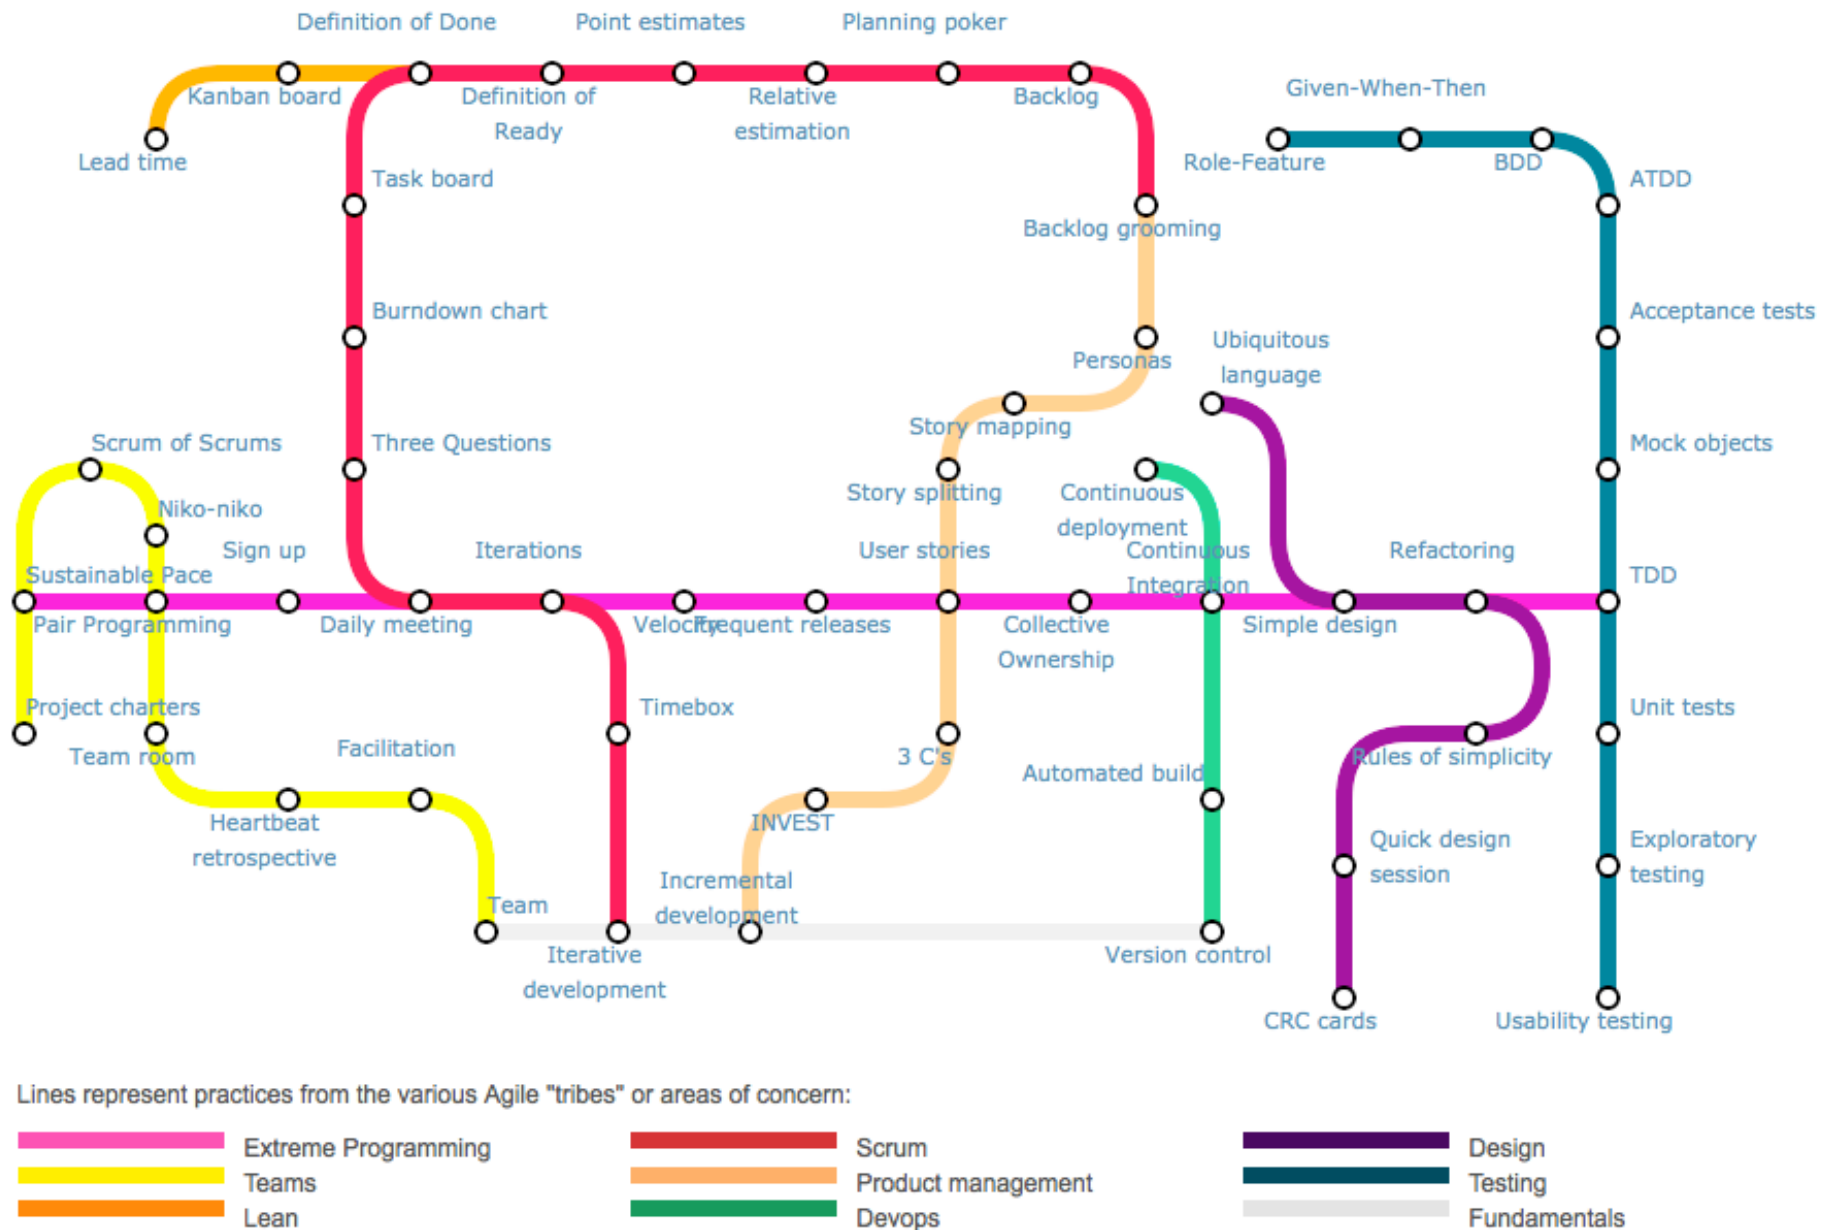 Definition of Done
Point estimates
Planning poker
Kanban board
Definition of
Ready
Relative
estimation
Backlog
Given-When-Then
Lead time
Role-Feature
BDD
Task board
ATDD
Backlog grooming
Burndown chart
Acceptance tests
Personas
Ubiquitous
language
Story mapping
Scrum of Scrums
Three Questions
Mock objects
Story splitting
Continuous
deployment
Niko-niko
Sign up
Iterations
User stories
Continuous
Integration
Refactoring
Sustainable Pace
TDD
Pair Programming
Daily meeting
Velocity
Frequent releases
Collective
Ownership
Simple design
Project charters
Timebox
Unit tests
Team room
Facilitation
3 C's
Rules of simplicity
Automated build
Heartbeat
retrospective
INVEST
Quick design
session
Exploratory
testing
Incremental
development
Team
Iterative
development
Version control
CRC cards
Usability testing
Lines represent practices from the various Agile "tribes" or areas of concern:
Extreme Programming
Scrum
Design
Teams
Product management
Testing
Lean
Devops
Fundamentals